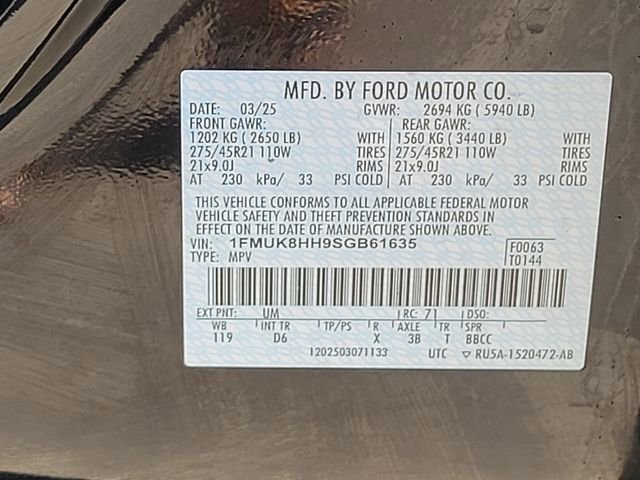 MFD. BY FORD MOTOR CO.
DATE: 03/25 GVWR: 2694 KG ( 5940 LB)
FRONT GAWR: REAR GAWR:
1202 KG ( 2650 LB) WITH 1560 KG ( 3440 LB) WITH
275/45R21 110W TIRES 275/45R21 110W TIRES
21x9.0J RIMS 21x9.0J RIMS
AT 230 kPa/ 33 PSI COLD AT 230 kPa/ 33 PSI COLD
THIS VEHICLE CONFORMS TO ALL APPLICABLE FEDERAL MOTOR
VEHICLE SAFETY AND THEFT PREVENTION STANDARDS IN
EFFECT ON THE DATE OF MANUFACTURE SHOWN ABOVE.
VIN: 1FMUK8HH9SGB61635 F0063
TYPE: MPV T0144
EXT PNT: UM RC: 71 DSO:
WB INT TR TP/PS R AXLE TR SPR
119 D6 X 3B T BBCC
1202503071133 UTC ▽ RU5A-1520472-AB